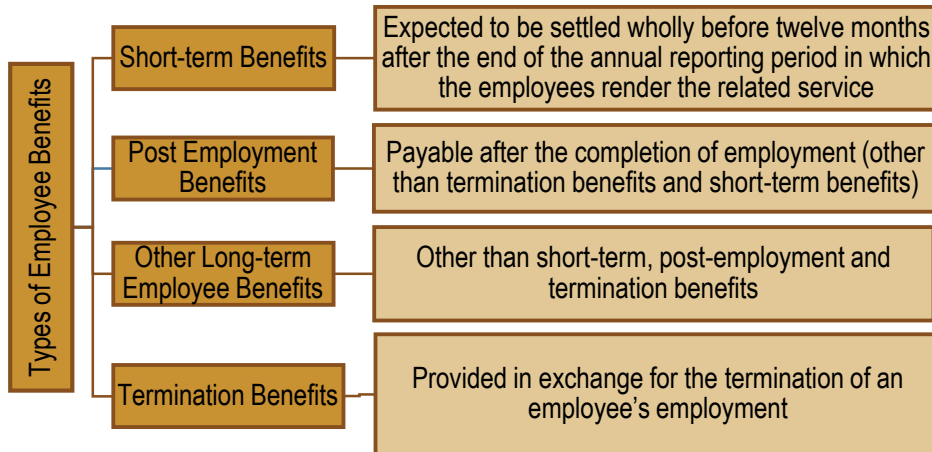 Types of Employee Benefits
Short-term Benefits
Expected to be settled wholly before twelve months
after the end of the annual reporting period in which
the employees render the related service
Post Employment
Benefits
Payable after the completion of employment (other
than termination benefits and short-term benefits)
Other Long-term
Employee Benefits
Other than short-term, post-employment and
termination benefits
Termination Benefits
Provided in exchange for the termination of an
employee’s employment